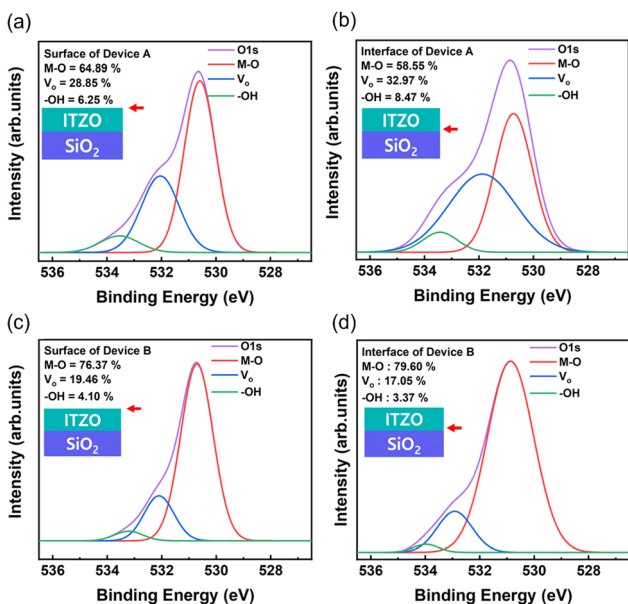 (a)
Surface of Device A
M-O = 64.89 %
Vo = 28.85 %
-OH = 6.25 %
ITZO
SiO2
O1s
M-O
Vo
-OH
Intensity (arb.units)
536 534 532 530 528
Binding Energy (eV)
(b)
Interface of Device A
M-O = 58.55 %
Vo = 32.97 %
-OH = 8.47 %
ITZO
SiO2
O1s
M-O
Vo
-OH
Intensity (arb.units)
536 534 532 530 528
Binding Energy (eV)
(c)
Surface of Device B
M-O = 76.37 %
Vo = 19.46 %
-OH = 4.10 %
ITZO
SiO2
O1s
M-O
Vo
-OH
Intensity (arb.units)
536 534 532 530 528
Binding Energy (eV)
(d)
Interface of Device B
M-O : 79.60 %
Vo : 17.05 %
-OH : 3.37 %
ITZO
SiO2
O1s
M-O
Vo
-OH
Intensity (arb.units)
536 534 532 530 528
Binding Energy (eV)